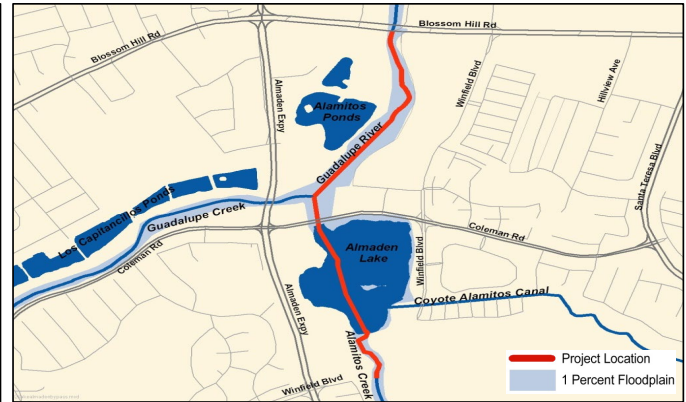 Blossom Hill Rd
Blossom Hill Rd
Almaden Expy
Alamitos
Ponds
Winfield Blvd
Hillview Ave
Guadalupe River
Santa Teresa Blvd
Los Capitancillos Ponds
Guadalupe Creek
Coleman Rd
Almaden
Lake
Winfield Blvd
Coleman Rd
Almaden Expy
Coyote Alamitos Canal
Alamitos Creek
Winfield Blvd
Project Location
1 Percent Floodplain